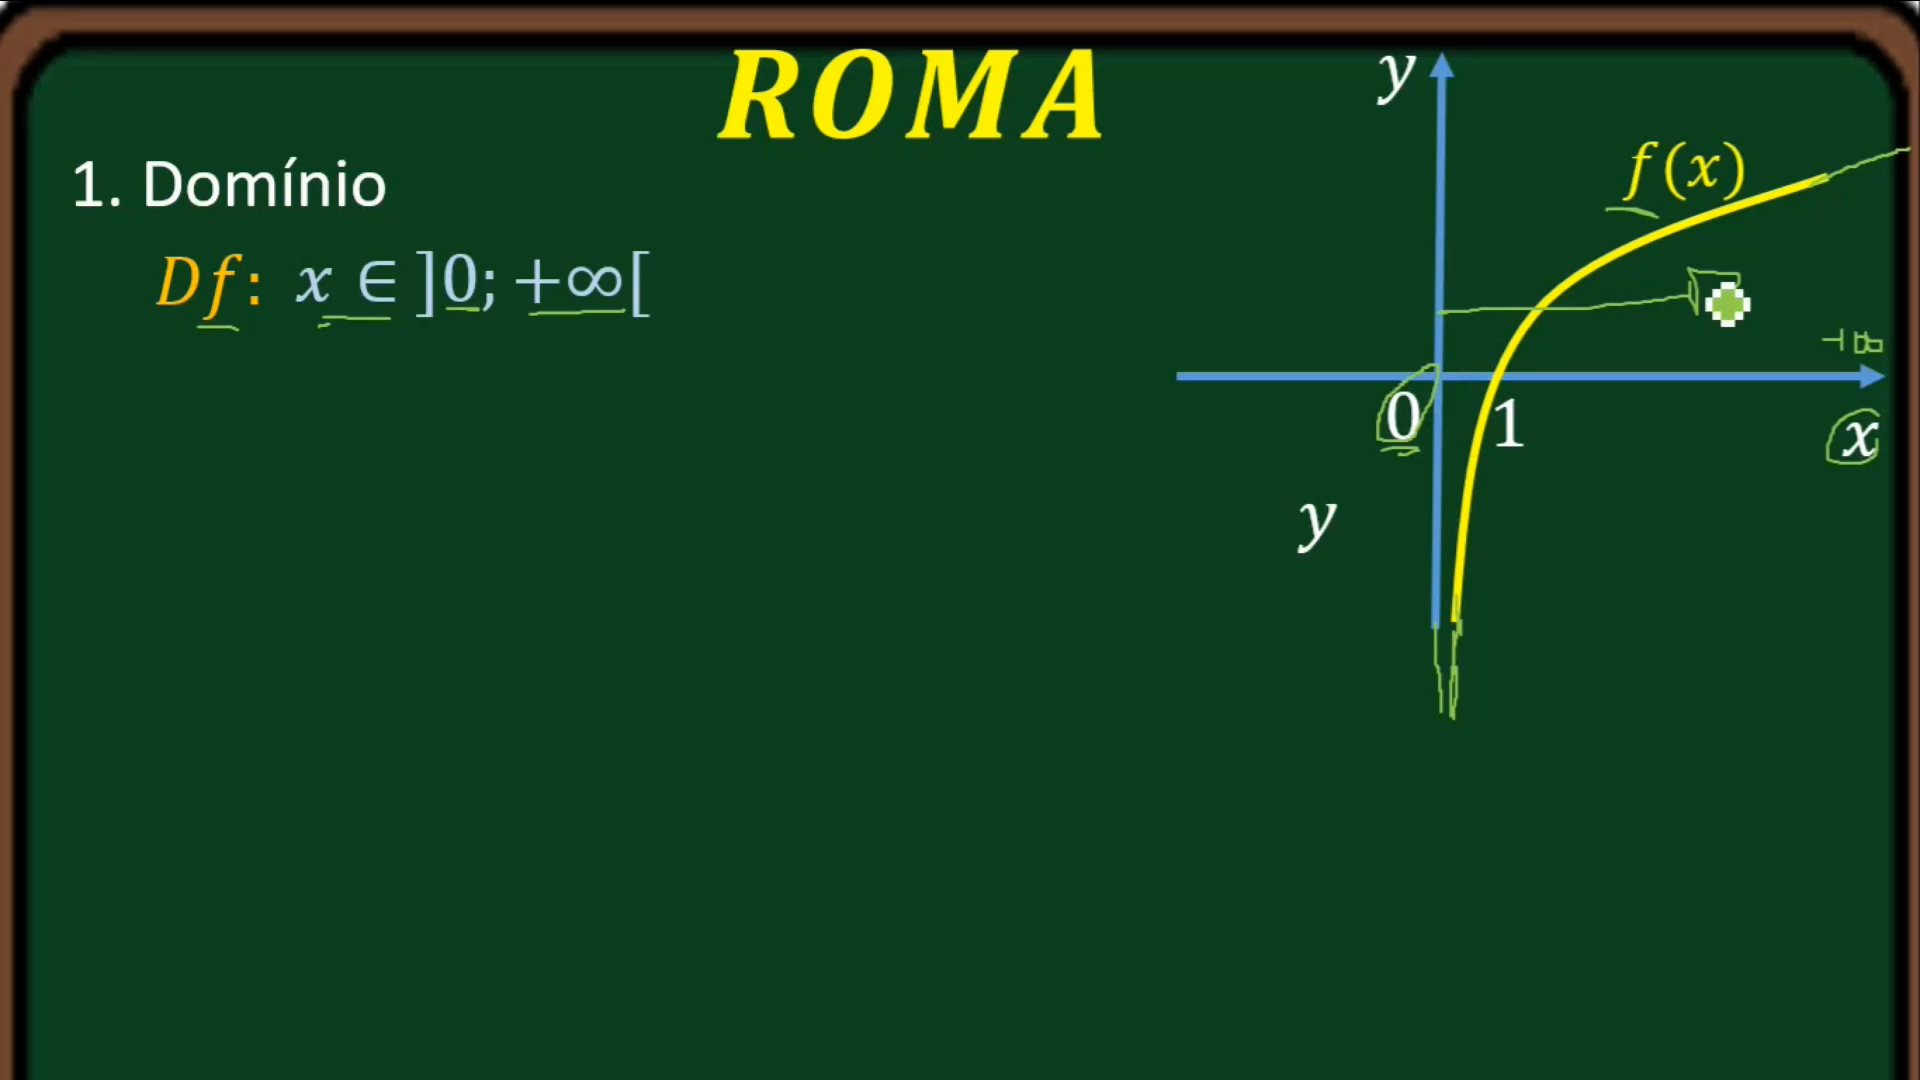 ROMA
1. Domínio
Df: x ∈ ]0; +∞[
y
f(x)
0
1
x
y